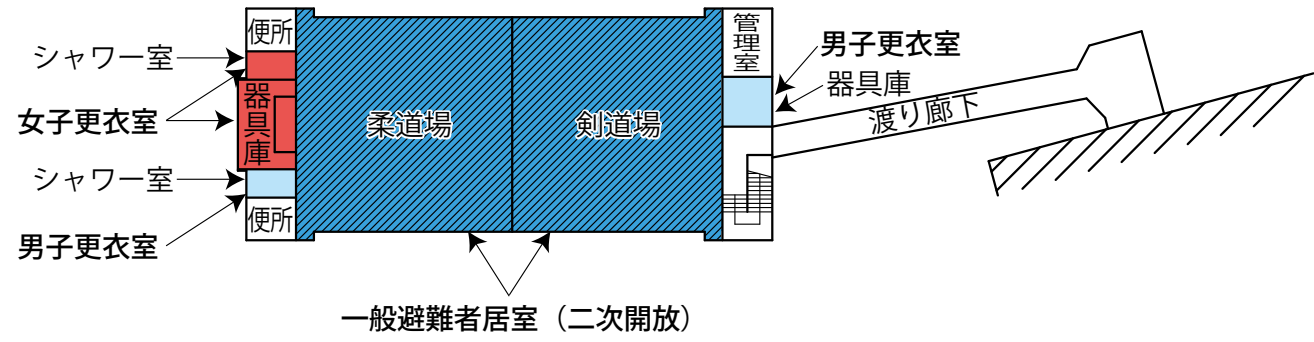 便所
シャワー室
女子更衣室
器具庫
シャワー室
便所
男子更衣室
柔道場
剣道場
管理室
男子更衣室
器具庫
渡り廊下
一般避難者居室（二次開放）